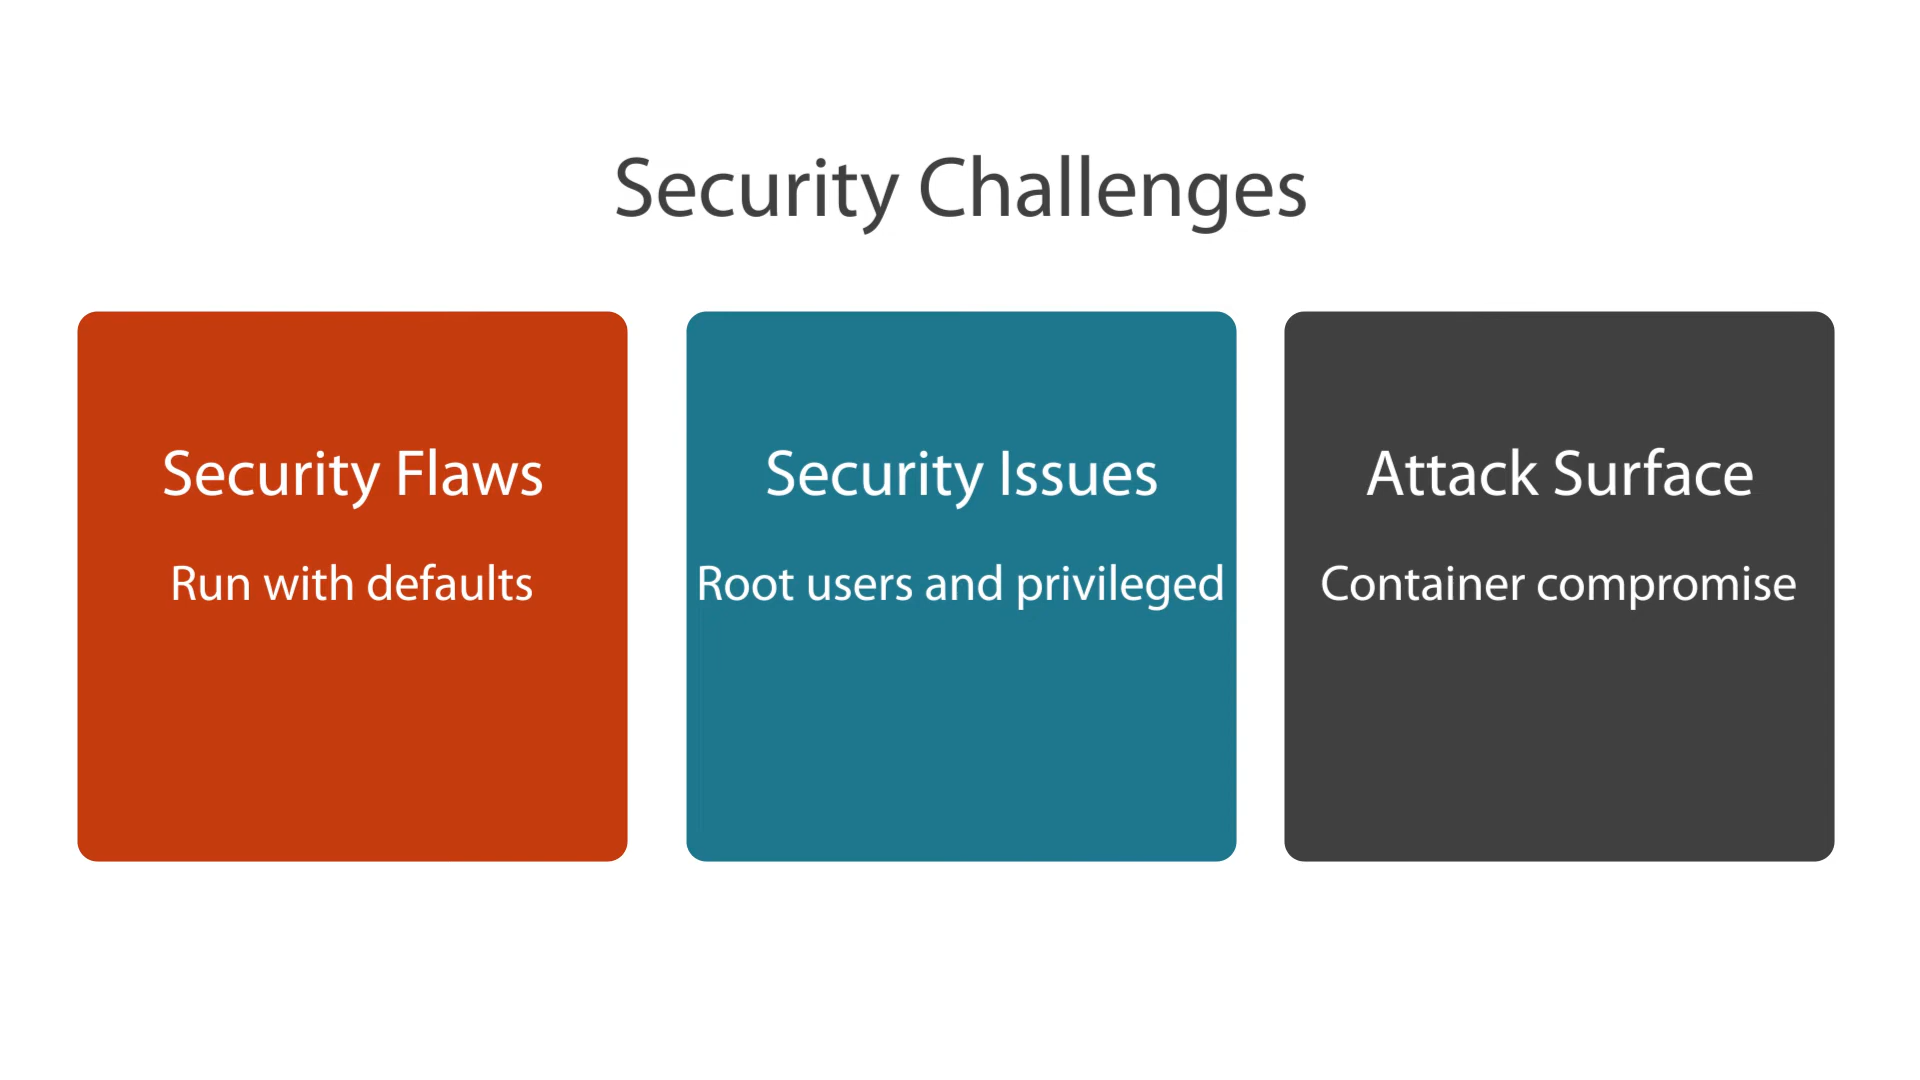 Security Challenges
Security Flaws
Run with defaults
Security Issues
Root users and privileged
Attack Surface
Container compromise